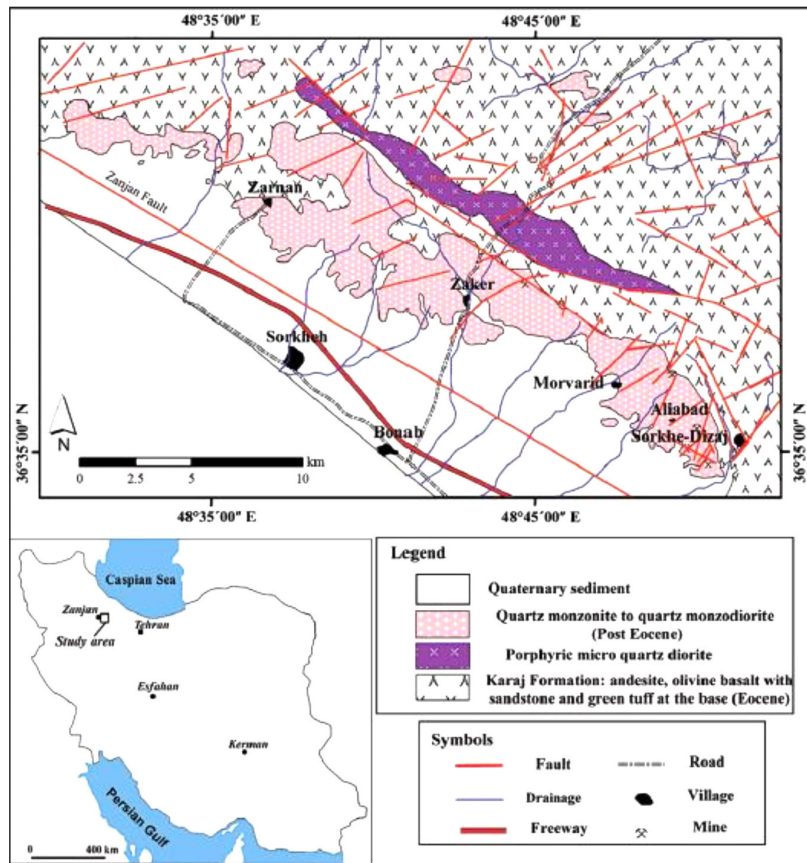 48°35′00″ E
48°45′00″ E
Zanjan Fault
Zarnan
Zaker
Sorkheh
Morvarid
Aliabad
Sorkhe-Dizaj
Bonab
N
36°35′00″ N
36°35′00″ N
km
0 2.5 5 10
48°35′00″ E
48°45′00″ E
Caspian Sea
Zanjan
Study area
Tehran
Esfahan
Kerman
Persian Gulf
0 400 km
Legend
Quaternary sediment
Quartz monzonite to quartz monzodiorite
(Post Eocene)
Porphyric micro quartz diorite
Karaj Formation: andesite, olivine basalt with
sandstone and green tuff at the base (Eocene)
Symbols
Fault
Road
Drainage
Village
Freeway
Mine